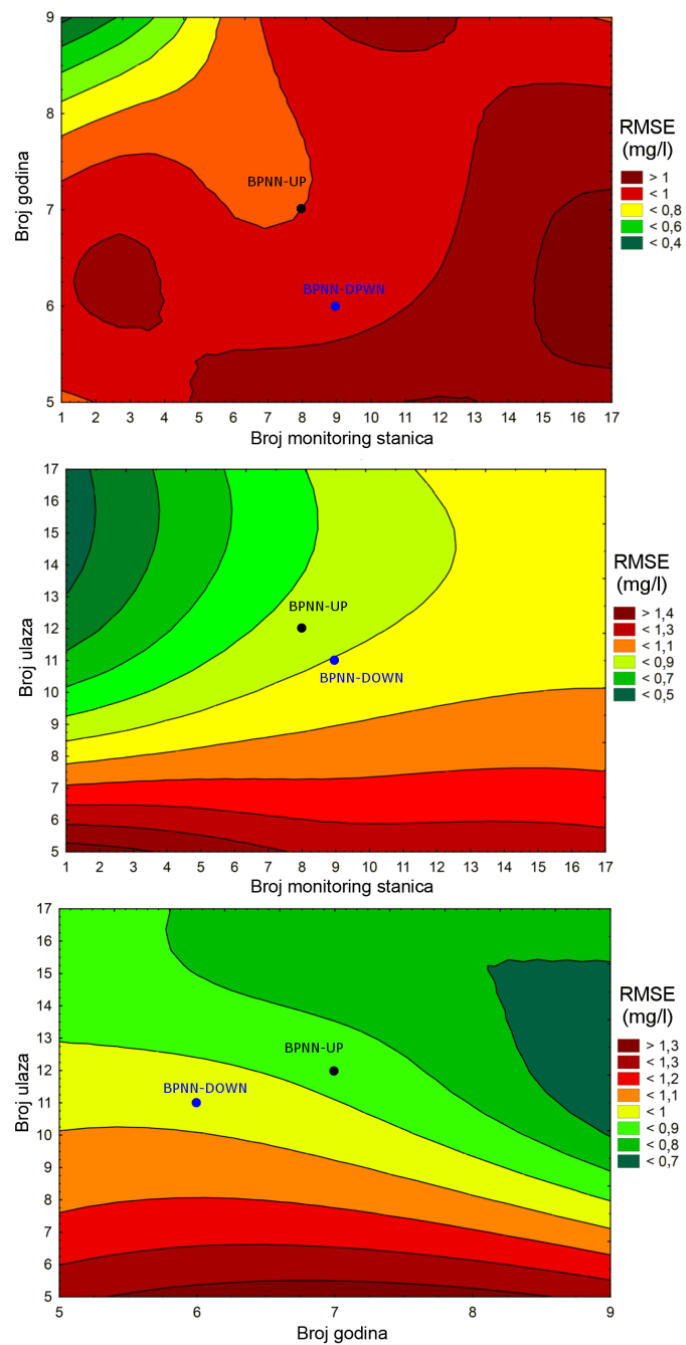 9
8
7
6
5
Broj godina
BPNN-UP
BPNN-DPWN
1 2 3 4 5 6 7 8 9 10 11 12 13 14 15 16 17
Broj monitoring stanica
RMSE
(mg/l)
> 1
< 1
< 0,8
< 0,6
< 0,4
17
16
15
14
13
12
11
10
9
8
7
6
5
Broj ulaza
BPNN-UP
BPNN-DOWN
1 2 3 4 5 6 7 8 9 10 11 12 13 14 15 16 17
Broj monitoring stanica
RMSE
(mg/l)
> 1,4
< 1,3
< 1,1
< 0,9
< 0,7
< 0,5
17
16
15
14
13
12
11
10
9
8
7
6
5
Broj ulaza
BPNN-UP
BPNN-DOWN
5 6 7 8 9
Broj godina
RMSE
(mg/l)
> 1,3
< 1,3
< 1,2
< 1,1
< 1
< 0,9
< 0,8
< 0,7